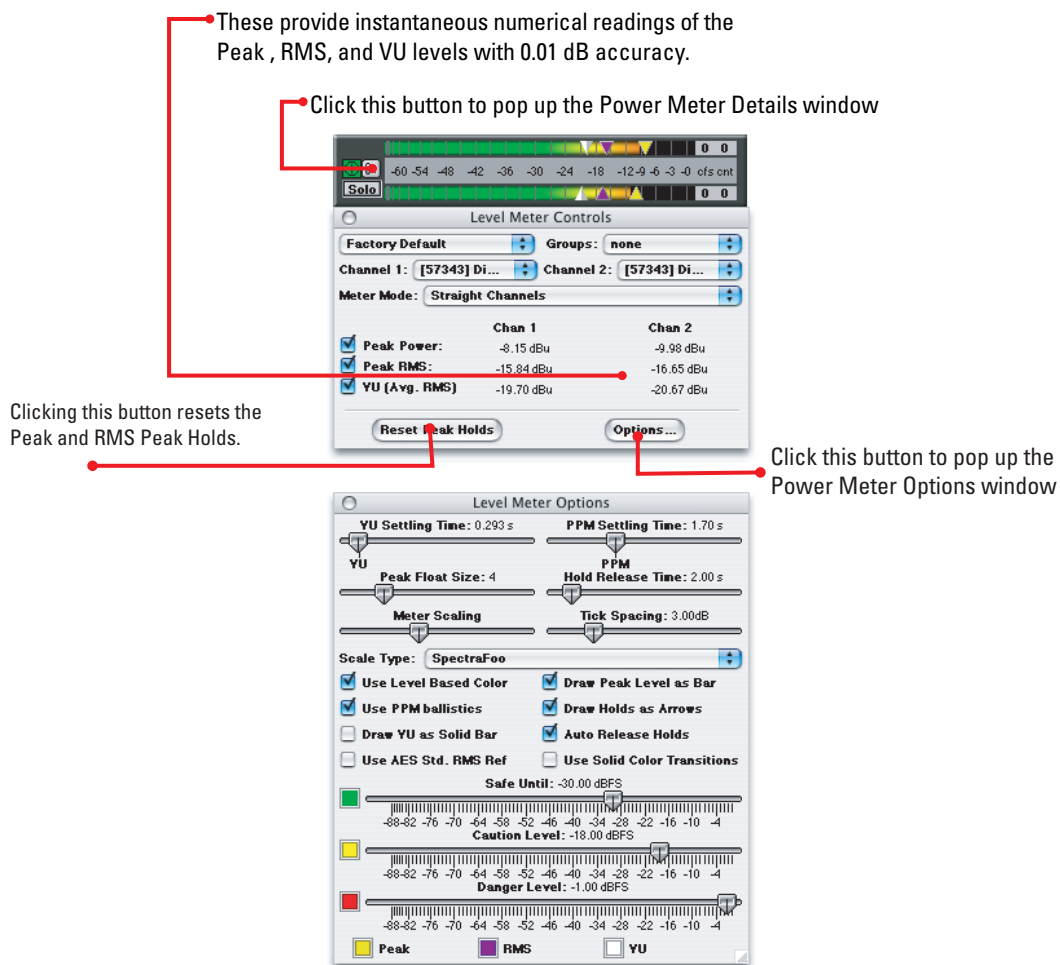 These provide instantaneous numerical readings of the
Peak , RMS, and VU levels with 0.01 dB accuracy.
Click this button to pop up the Power Meter Details window
0 0
-60 -54 -48 -42 -36 -30 -24 -18 -12 -9 -6 -3 -0 ofs cnt
Solo
0 0
Level Meter Controls
Factory Default Groups: none
Channel 1: [57343] Di... Channel 2: [57343] Di...
Meter Mode: Straight Channels
Chan 1 Chan 2
Peak Power: -8.15 dBu -9.98 dBu
Peak RMS: -15.84 dBu -16.65 dBu
VU (Avg. RMS) -19.70 dBu -20.67 dBu
Clicking this button resets the
Peak and RMS Peak Holds.
Reset Peak Holds Options...
Click this button to pop up the
Power Meter Options window
Level Meter Options
VU Settling Time: 0.293 s PPM Settling Time: 1.70 s
VU PPM
Peak Float Size: 4 Hold Release Time: 2.00 s
Meter Scaling Tick Spacing: 3.00dB
Scale Type: SpectraFoo
Use Level Based Color Draw Peak Level as Bar
Use PPM ballistics Draw Holds as Arrows
Draw VU as Solid Bar Auto Release Holds
Use AES Std. RMS Ref Use Solid Color Transitions
Safe Until: -30.00 dBFS
-88 -82 -76 -70 -64 -58 -52 -46 -40 -34 -28 -22 -16 -10 -4
Caution Level: -18.00 dBFS
-88 -82 -76 -70 -64 -58 -52 -46 -40 -34 -28 -22 -16 -10 -4
Danger Level: -1.00 dBFS
-88 -82 -76 -70 -64 -58 -52 -46 -40 -34 -28 -22 -16 -10 -4
Peak RMS VU